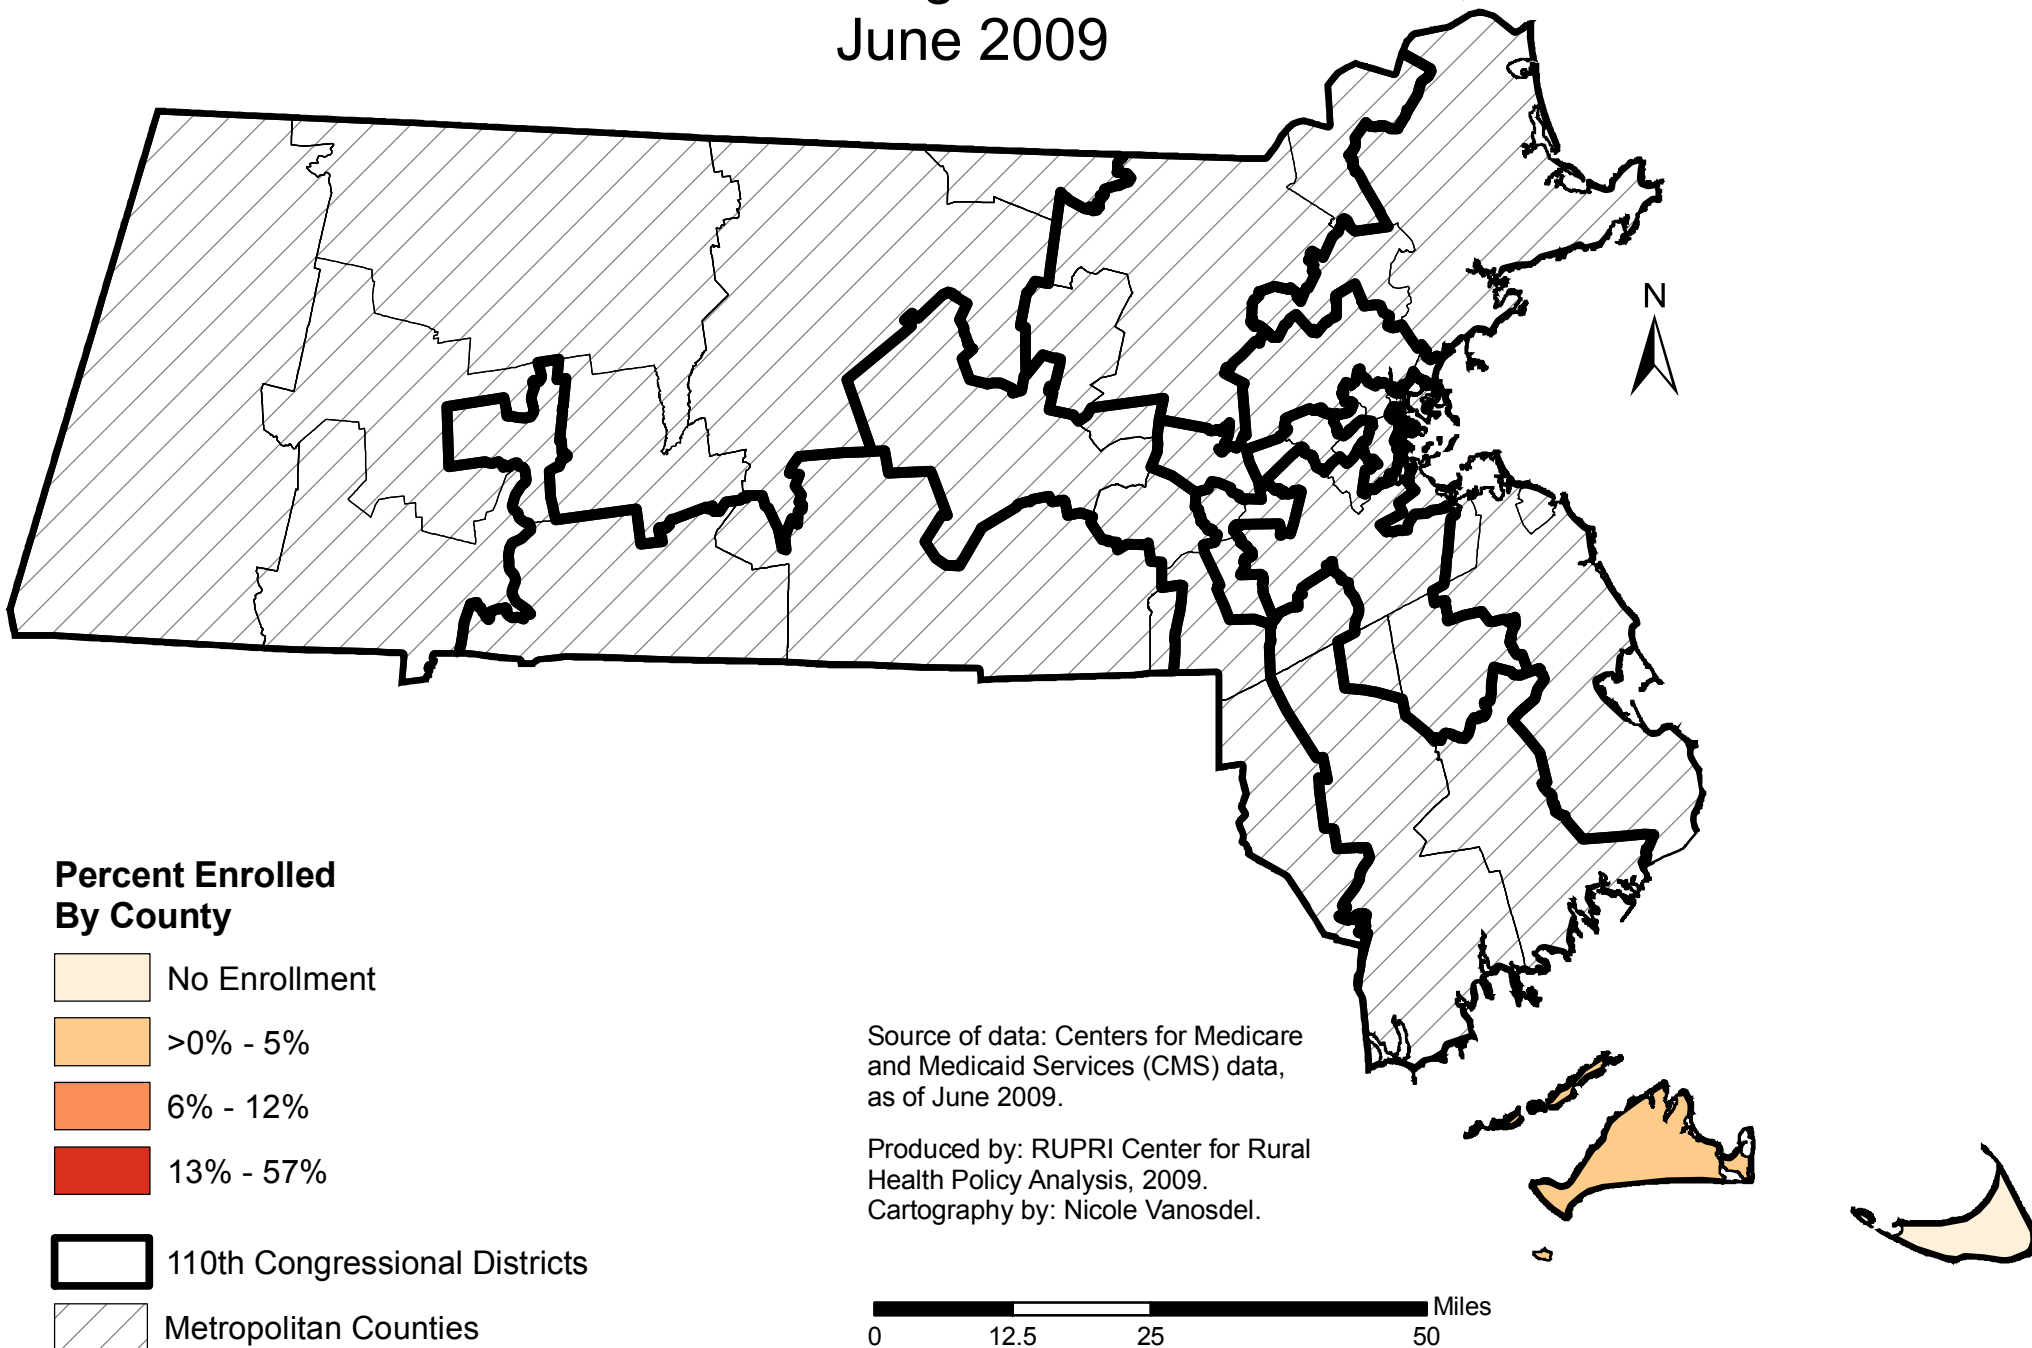 June 2009
N
Percent Enrolled
By County
No Enrollment
>0% - 5%
6% - 12%
13% - 57%
110th Congressional Districts
Metropolitan Counties
Source of data: Centers for Medicare
and Medicaid Services (CMS) data,
as of June 2009.
Produced by: RUPRI Center for Rural
Health Policy Analysis, 2009.
Cartography by: Nicole Vanosdel.
Miles
0 12.5 25 50